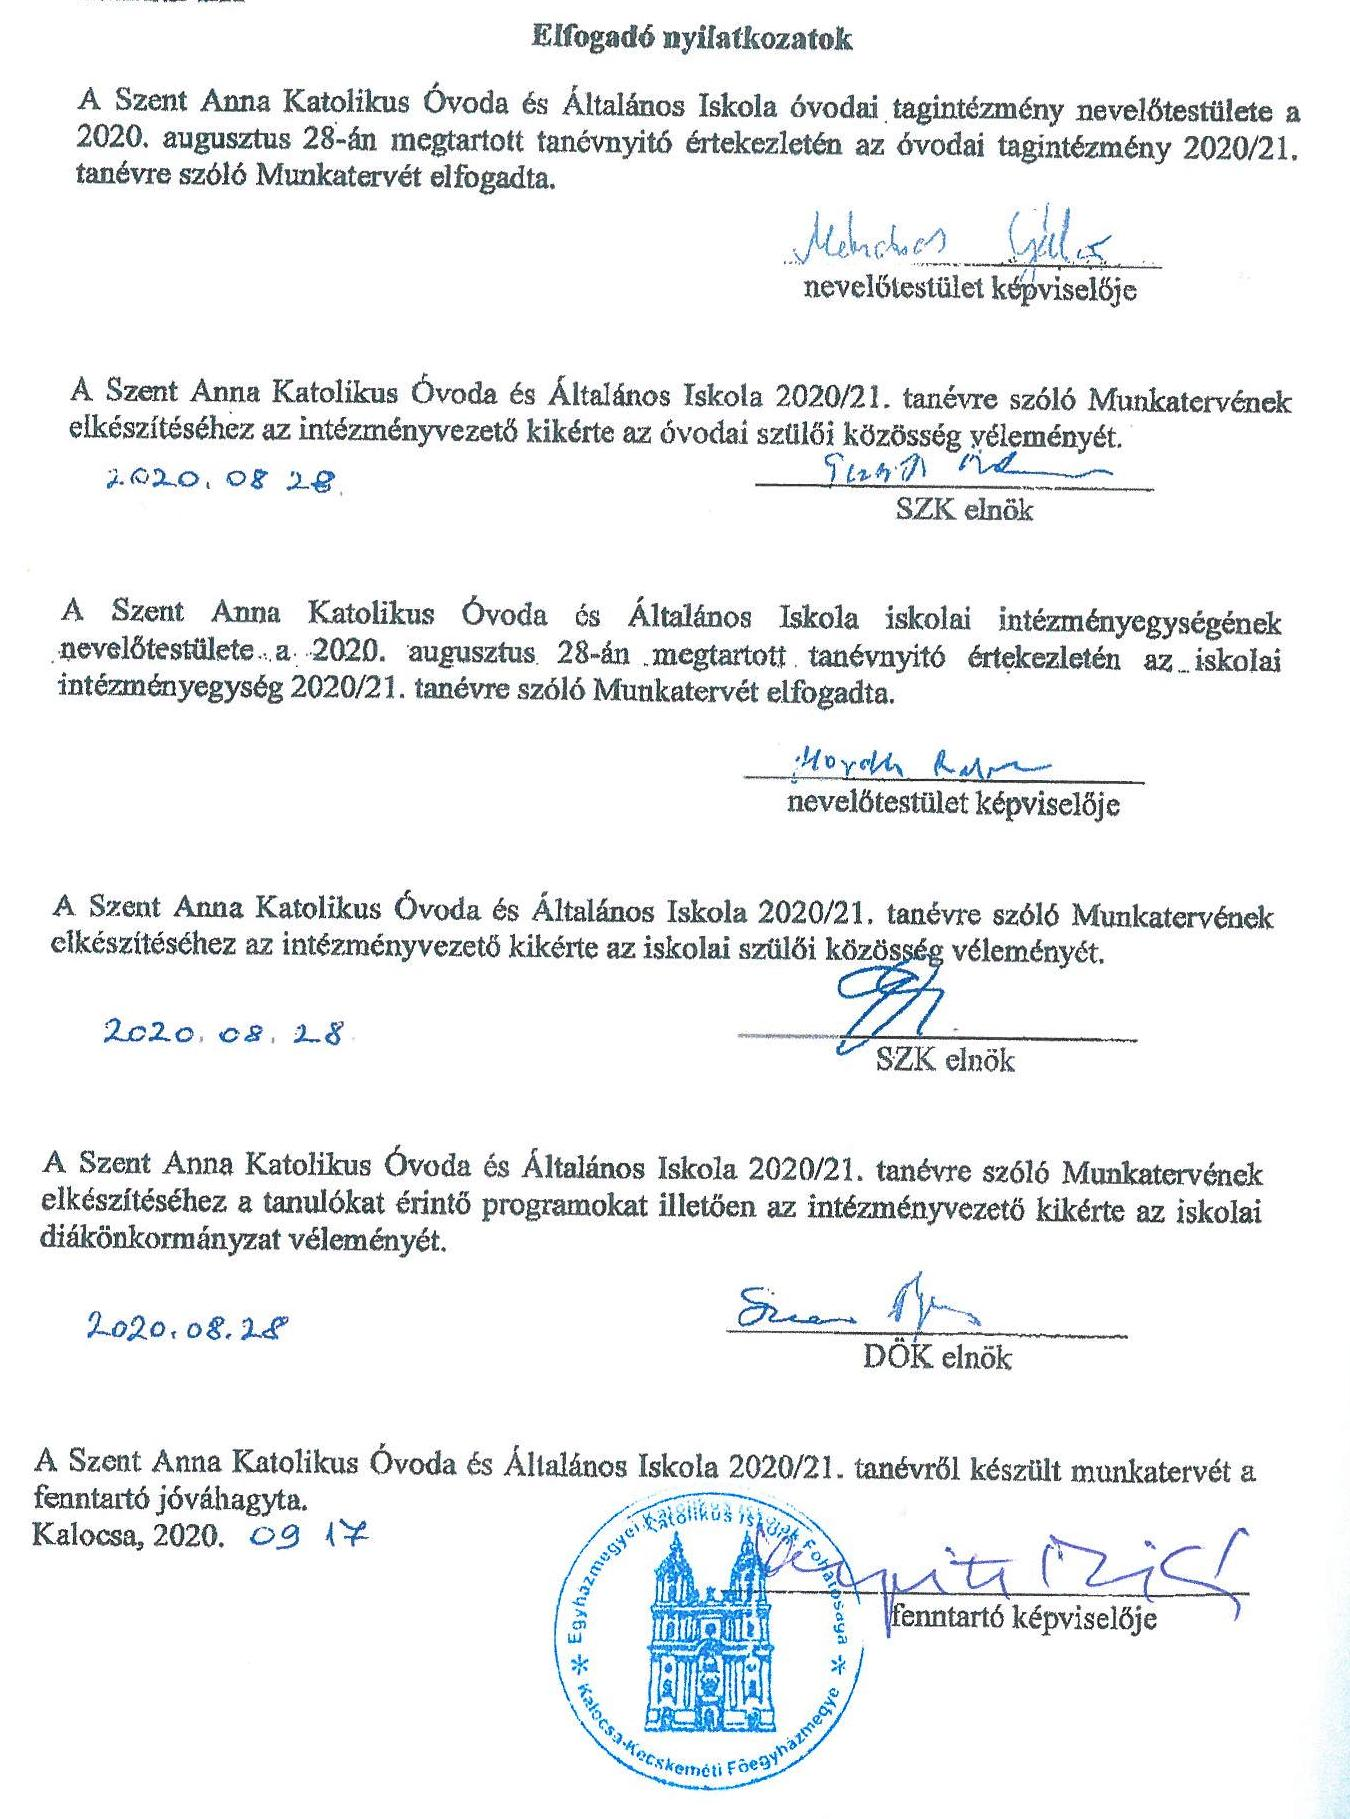 Elfogadó nyilatkozatok
A Szent Anna Katolikus Óvoda és Általános Iskola óvodai tagintézmény nevelőtestülete a
2020. augusztus 28-án megtartott tanévnyitó értekezletén az óvodai tagintézmény 2020/21.
tanévre szóló Munkatervét elfogadta.
nevelőtestület képviselője
A Szent Anna Katolikus Óvoda és Általános Iskola 2020/21. tanévre szóló Munkatervének
elkészítéséhez az intézményvezető kikérte az óvodai szülői közösség véleményét.
2020. 08 28.
SZK elnök
A Szent Anna Katolikus Óvoda és Általános Iskola iskolai intézményegységének
nevelőtestülete a 2020. augusztus 28-án megtartott tanévnyitó értekezletén az iskolai
intézményegység 2020/21. tanévre szóló Munkatervét elfogadta.
Horváth
nevelőtestület képviselője
A Szent Anna Katolikus Óvoda és Általános Iskola 2020/21. tanévre szóló Munkatervének
elkészítéséhez az intézményvezető kikérte az iskolai szülői közösség véleményét.
2020. 08. 28.
SZK elnök
A Szent Anna Katolikus Óvoda és Általános Iskola 2020/21. tanévre szóló Munkatervének
elkészítéséhez a tanulókat érintő programokat illetően az intézményvezető kikérte az iskolai
diákönkormányzat véleményét.
2020.08.28
DÖK elnök
A Szent Anna Katolikus Óvoda és Általános Iskola 2020/21. tanévről készült munkatervét a
fenntartó jóváhagyta.
Kalocsa, 2020. 09 17
fenntartó képviselője
Egyházmegyei Katolikus Iskolák Főhatósága
Kalocsa-Kecskeméti Főegyházmegye